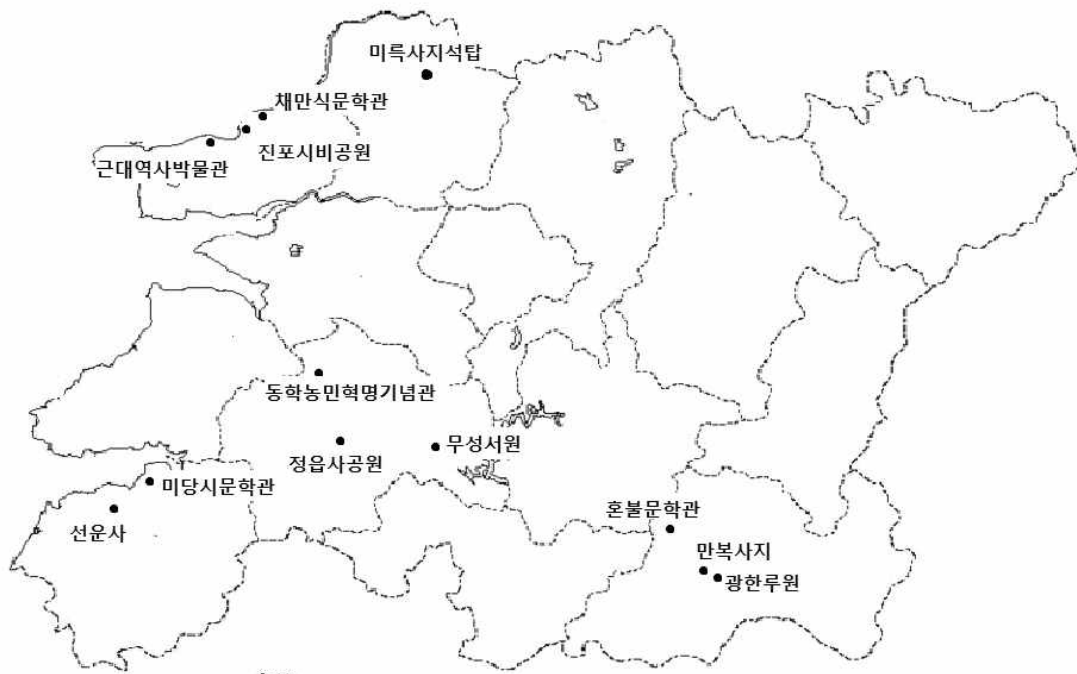 미륵사지석탑
채만식문학관
진포시비공원
근대역사박물관
동학농민혁명기념관
정읍사공원
무성서원
미당시문학관
선운사
혼불문학관
만복사지
광한루원